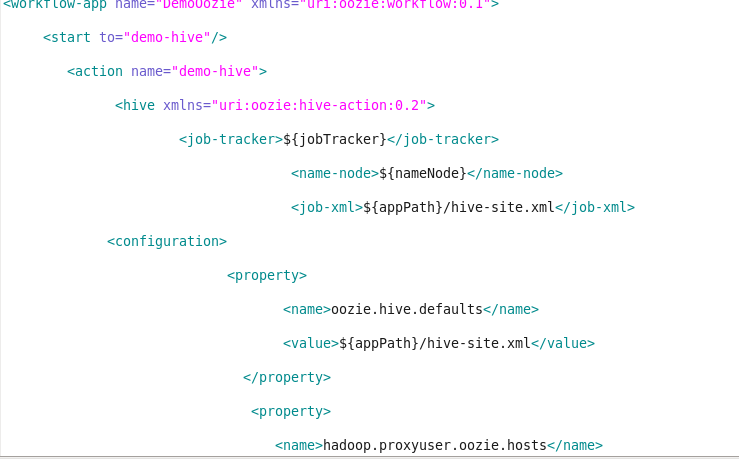 <workflow-app name="DemoOozie" xmlns="uri:oozie:workflow:0.1">
<start to="demo-hive"/>
<action name="demo-hive">
<hive xmlns="uri:oozie:hive-action:0.2">
<job-tracker>${jobTracker}</job-tracker>
<name-node>${nameNode}</name-node>
<job-xml>${appPath}/hive-site.xml</job-xml>
<configuration>
<property>
<name>oozie.hive.defaults</name>
<value>${appPath}/hive-site.xml</value>
</property>
<property>
<name>hadoop.proxyuser.oozie.hosts</name>